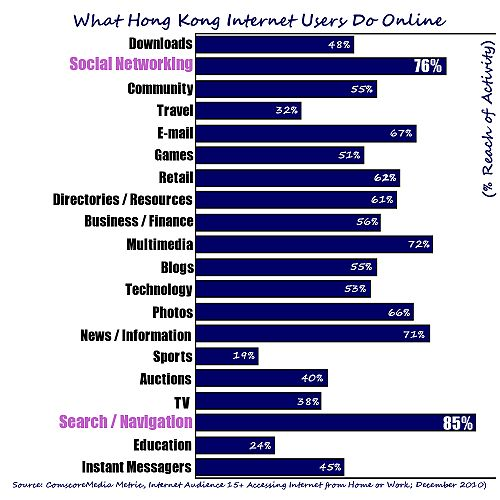 What Hong Kong Internet Users Do Online
Downloads 48%
Social Networking 76%
Community 55%
Travel 32%
E-mail 67%
Games 51%
Retail 62%
Directories / Resources 61%
Business / Finance 56%
Multimedia 72%
Blogs 55%
Technology 53%
Photos 66%
News / Information 71%
Sports 19%
Auctions 40%
TV 38%
Search / Navigation 85%
Education 24%
Instant Messagers 45%
(% Reach of Activity)
Source: ComscoreMedia Metric, Internet Audience 15+ Accessing Internet from Home or Work; December 2010)